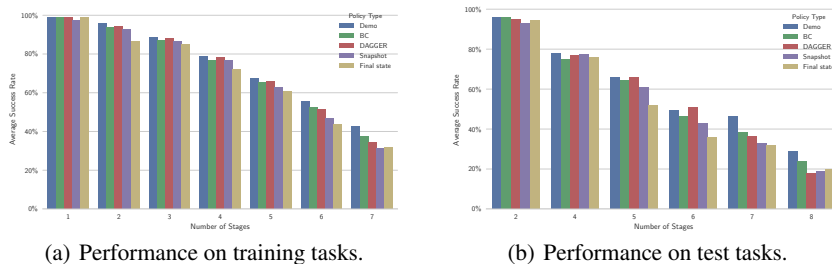 100%
80%
60%
40%
20%
0%
Average Success Rate
1 2 3 4 5 6 7
Number of Stages
Policy Type
Demo
BC
DAGGER
Snapshot
Final state
(a) Performance on training tasks.
100%
80%
60%
40%
20%
0%
Average Success Rate
2 4 5 6 7 8
Number of Stages
Policy Type
Demo
BC
DAGGER
Snapshot
Final state
(b) Performance on test tasks.